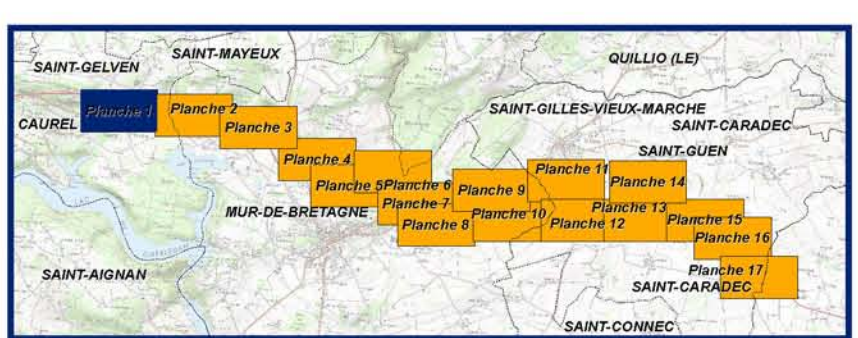 SAINT-MAYEUX
QUILLIO (LE)
SAINT-GELVEN
Planche 1
Planche 2
SAINT-GILLES-VIEUX-MARCHE
CAUREL
Planche 3
SAINT-CARADEC
SAINT-GUEN
Planche 4
Planche 11
Planche 5
Planche 6
Planche 9
Planche 14
Planche 7
MUR-DE-BRETAGNE
Planche 10
Planche 13
Planche 8
Planche 12
Planche 15
Planche 16
SAINT-AIGNAN
Planche 17
SAINT-CARADEC
SAINT-CONNEC